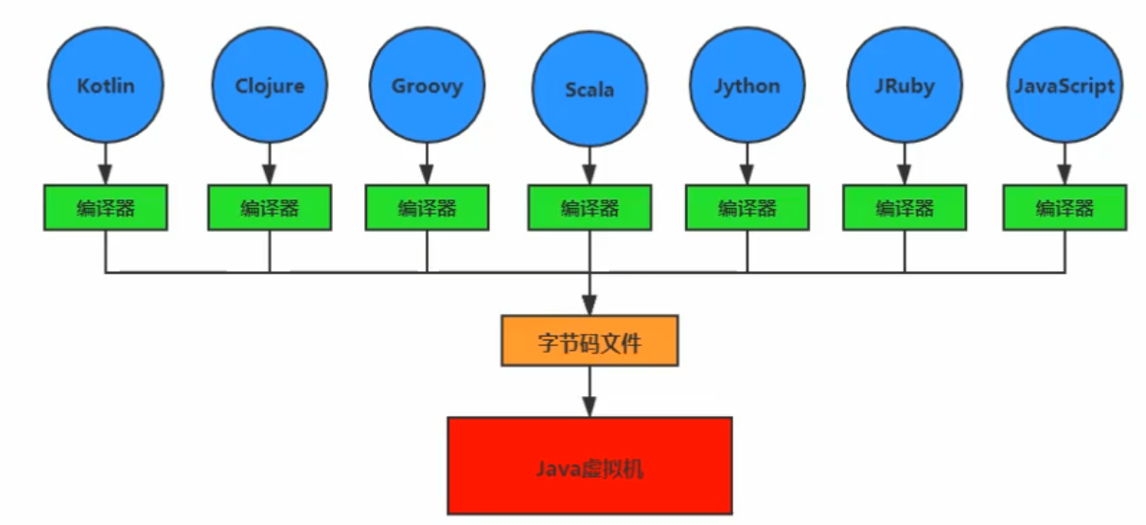 Kotlin
Clojure
Groovy
Scala
Jython
JRuby
JavaScript
编译器
编译器
编译器
编译器
编译器
编译器
编译器
字节码文件
Java虚拟机